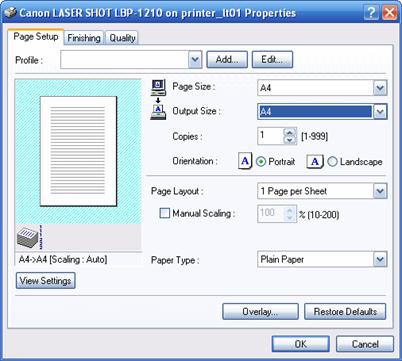 Canon LASER SHOT LBP-1210 on printer_lt01 Properties
Page Setup Finishing Quality
Profile : Add... Edit...
Page Size : A4
Output Size : A4
Copies : 1 [1-999]
Orientation : A Portrait A Landscape
Page Layout : 1 Page per Sheet
Manual Scaling : 100 % (10-200)
A4->A4 [Scaling : Auto] Paper Type : Plain Paper
View Settings
Overlay... Restore Defaults
OK Cancel